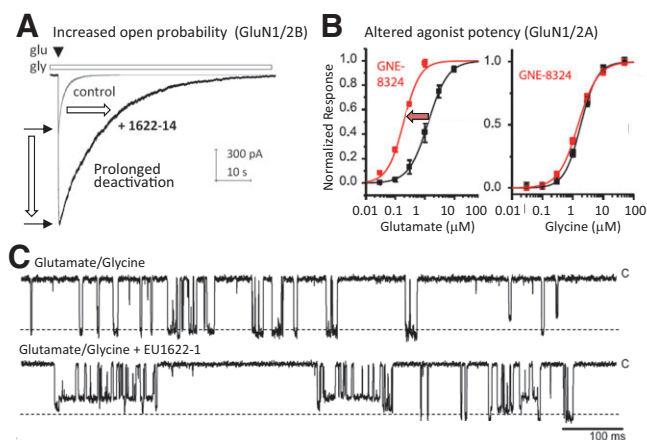 A Increased open probability (GluN1/2B)
glu
gly
control
+ 1622-14
Prolonged
deactivation
300 pA
10 s
B Altered agonist potency (GluN1/2A)
Normalized Response
1.0
0.8
0.6
0.4
0.2
0.0
GNE-
8324
0.01 0.1 1 10 100
Glutamate (μM)
1.0
0.5
0.0
GNE-8324
0.01 0.1 1 10 100
Glycine (μM)
C Glutamate/Glycine
C
Glutamate/Glycine + EU1622-1
C
100 ms